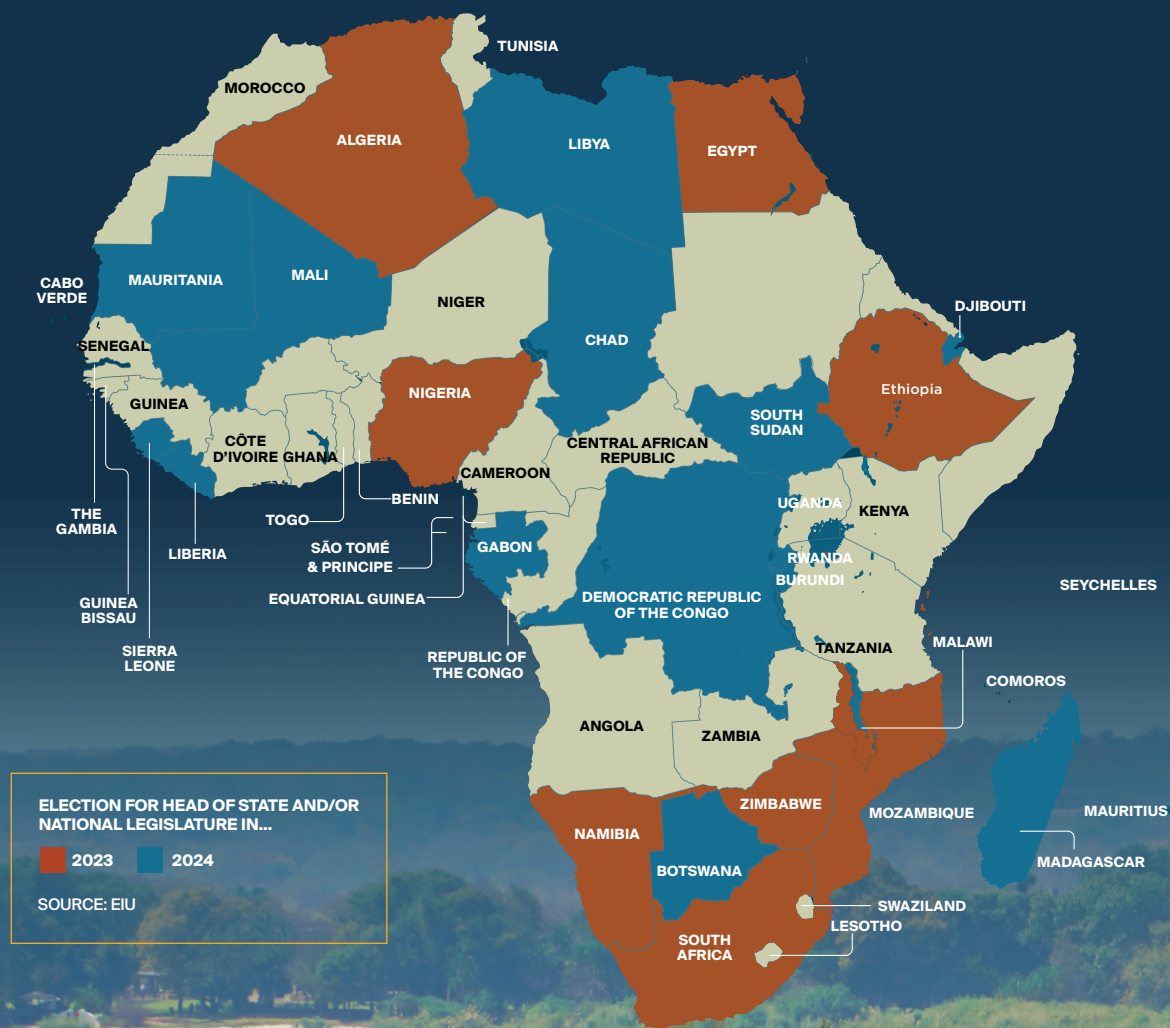 TUNISIA
MOROCCO
ALGERIA
LIBYA
EGYPT
CABO
VERDE
MAURITANIA
MALI
NIGER
CHAD
DJIBOUTI
SENEGAL
GUINEA
NIGERIA
Ethiopia
SOUTH
SUDAN
CÔTE
D'IVOIRE GHANA
CENTRAL AFRICAN
REPUBLIC
CAMEROON
BENIN
UGANDA
KENYA
THE
GAMBIA
TOGO
LIBERIA
SÃO TOMÉ
& PRINCIPE
GABON
RWANDA
BURUNDI
SEYCHELLES
EQUATORIAL GUINEA
DEMOCRATIC REPUBLIC
OF THE CONGO
GUINEA
BISSAU
SIERRA
LEONE
REPUBLIC OF
THE CONGO
TANZANIA
MALAWI
COMOROS
ANGOLA
ZAMBIA
ZIMBABWE
MOZAMBIQUE
MAURITIUS
NAMIBIA
BOTSWANA
MADAGASCAR
SWAZILAND
LESOTHO
SOUTH
AFRICA
ELECTION FOR HEAD OF STATE AND/OR
NATIONAL LEGISLATURE IN...
2023 2024
SOURCE: EIU